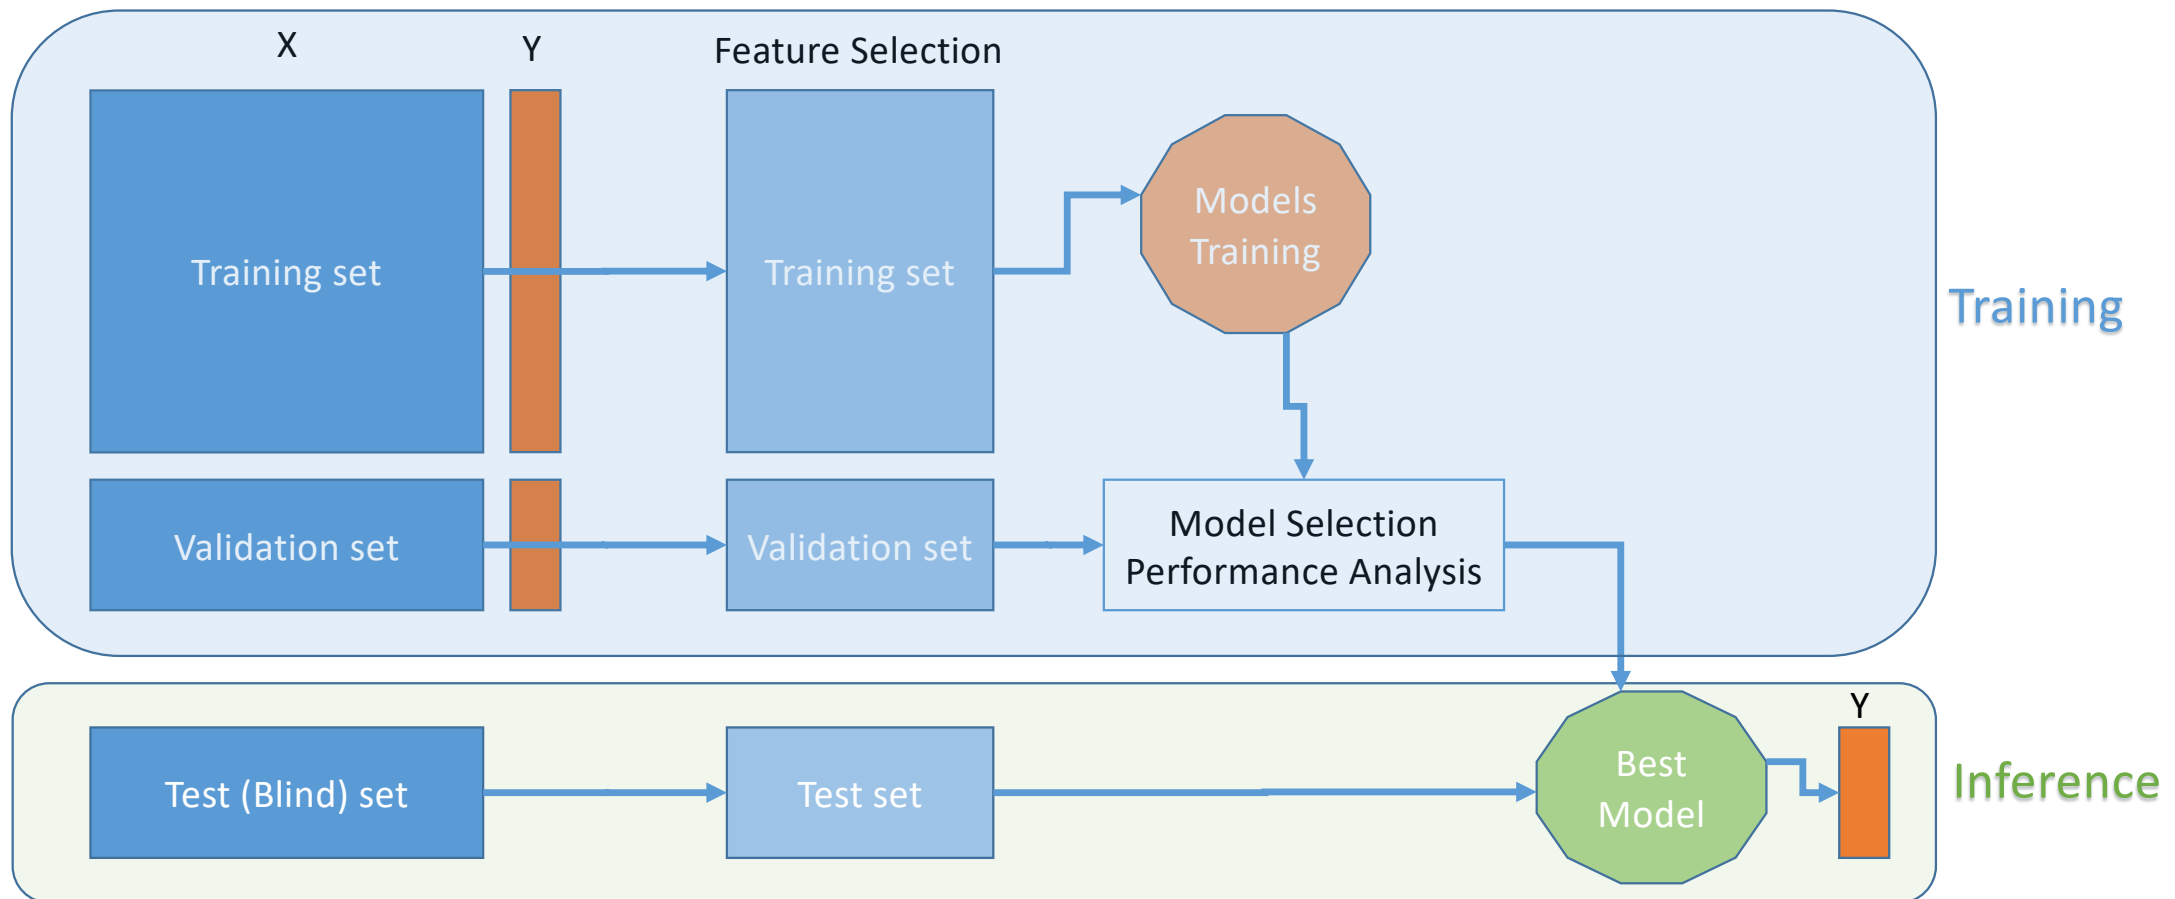 X
Y
Feature Selection
Training set
Training set
Models
Training
Training
Validation set
Validation set
Model Selection
Performance Analysis
Y
Test (Blind) set
Test set
Best
Model
Inference